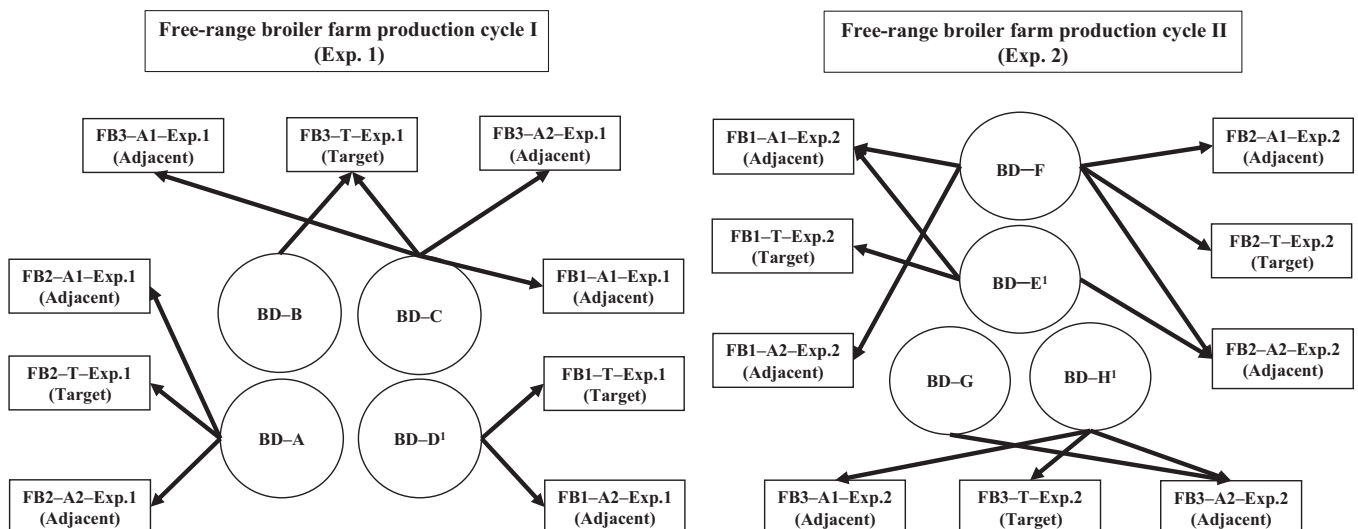 Free-range broiler farm production cycle I
(Exp. 1)
FB3–A1–Exp.1
(Adjacent)
FB3–T–Exp.1
(Target)
FB3–A2–Exp.1
(Adjacent)
FB2–A1–Exp.1
(Adjacent)
BD–B
BD–C
FB1–A1–Exp.1
(Adjacent)
FB2–T–Exp.1
(Target)
FB1–T–Exp.1
(Target)
BD–A
BD–D¹
FB2–A2–Exp.1
(Adjacent)
FB1–A2–Exp.1
(Adjacent)
Free-range broiler farm production cycle II
(Exp. 2)
FB1–A1–Exp.2
(Adjacent)
BD–F
FB2–A1–Exp.2
(Adjacent)
FB1–T–Exp.2
(Target)
FB2–T–Exp.2
(Target)
BD–E¹
FB1–A2–Exp.2
(Adjacent)
FB2–A2–Exp.2
(Adjacent)
BD–G
BD–H¹
FB3–A1–Exp.2
(Adjacent)
FB3–T–Exp.2
(Target)
FB3–A2–Exp.2
(Adjacent)